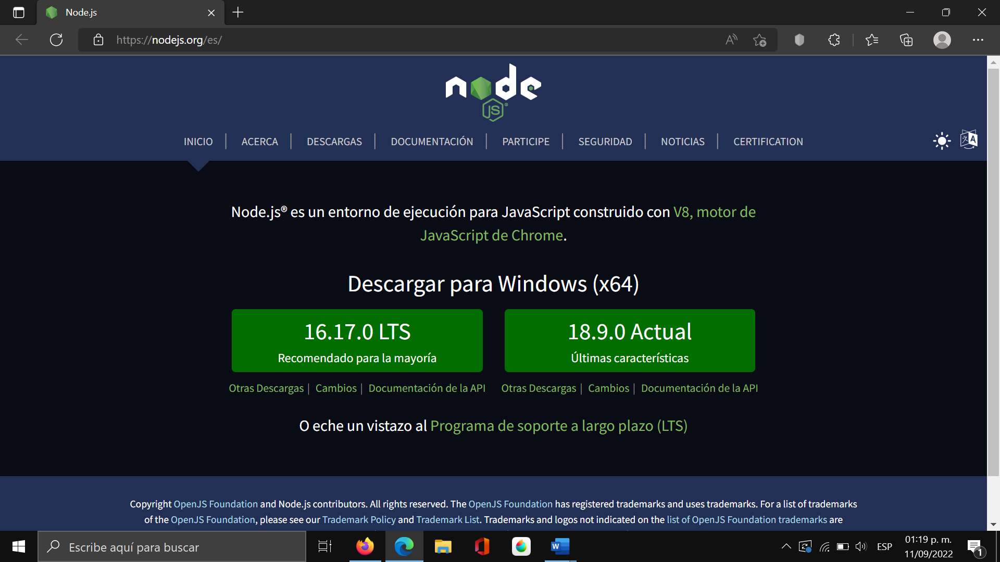 Node.js
https://nodejs.org/es/
node
JS®
INICIO | ACERCA | DESCARGAS | DOCUMENTACIÓN | PARTICIPE | SEGURIDAD | NOTICIAS | CERTIFICATION
Node.js® es un entorno de ejecución para JavaScript construido con V8, motor de
JavaScript de Chrome.
Descargar para Windows (x64)
16.17.0 LTS
Recomendado para la mayoría
18.9.0 Actual
Últimas características
Otras Descargas | Cambios | Documentación de la API
Otras Descargas | Cambios | Documentación de la API
O eche un vistazo al Programa de soporte a largo plazo (LTS)
Copyright OpenJS Foundation and Node.js contributors. All rights reserved. The OpenJS Foundation has registered trademarks and uses trademarks. For a list of trademarks
of the OpenJS Foundation, please see our Trademark Policy and Trademark List. Trademarks and logos not indicated on the list of OpenJS Foundation trademarks are
Escribe aquí para buscar
W
ESP
01:19 p. m.
11/09/2022
1